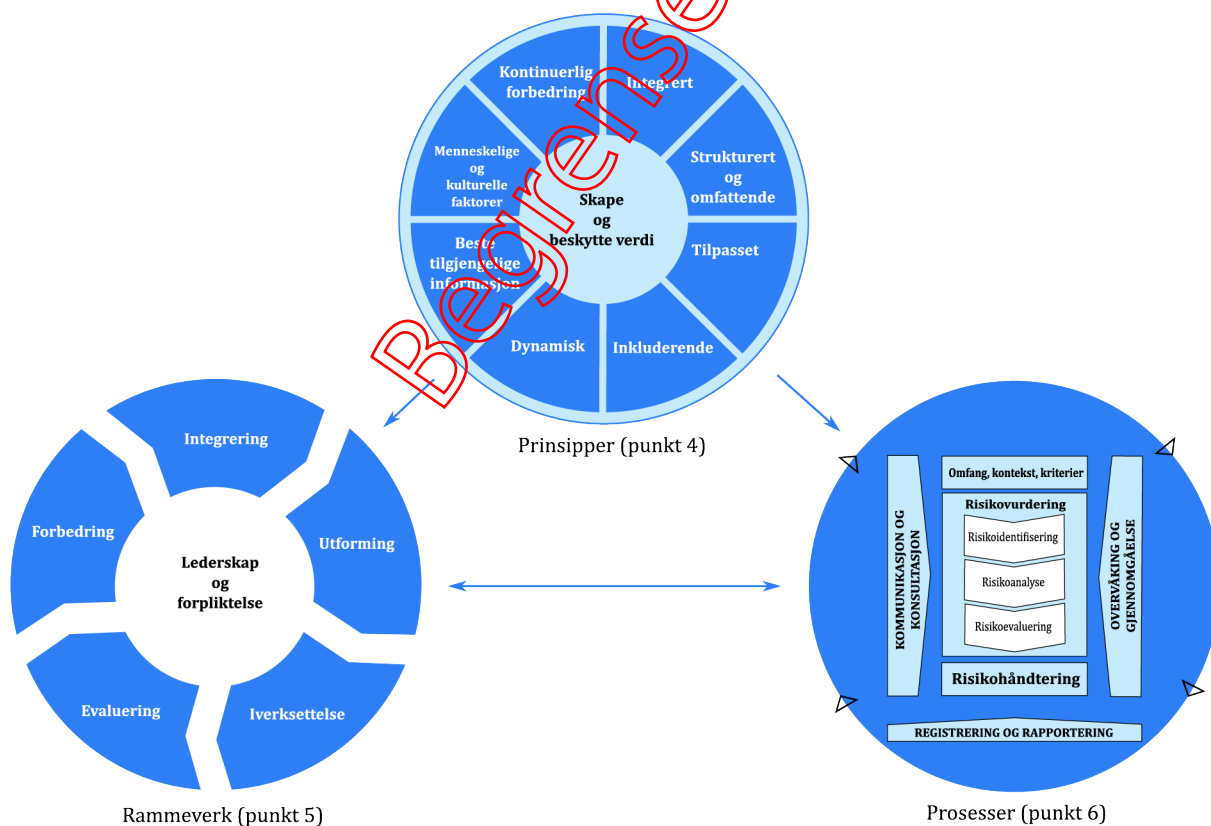 Kontinuerlig
forbedring
Integrert
Strukturert
og
omfattende
Tilpasset
Inkluderende
Dynamisk
Beste
tilgjengelige
informasjon
Menneskelige
og
kulturelle
faktorer
Skape
og
beskytte verdi
Begrense
Prinsipper (punkt 4)
Integrering
Utforming
Iverksettelse
Evaluering
Forbedring
Lederskap
og
forpliktelse
Rammeverk (punkt 5)
KOMMUNIKASJON OG
KONSULTASJON
Omfang, kontekst, kriterier
Risikovurdering
Risikoidentifisering
Risikoanalyse
Risikoevaluering
Risikohåndtering
OVERVÅKING OG
GJENNOMGÅELSE
REGISTRERING OG RAPPORTERING
Prosesser (punkt 6)